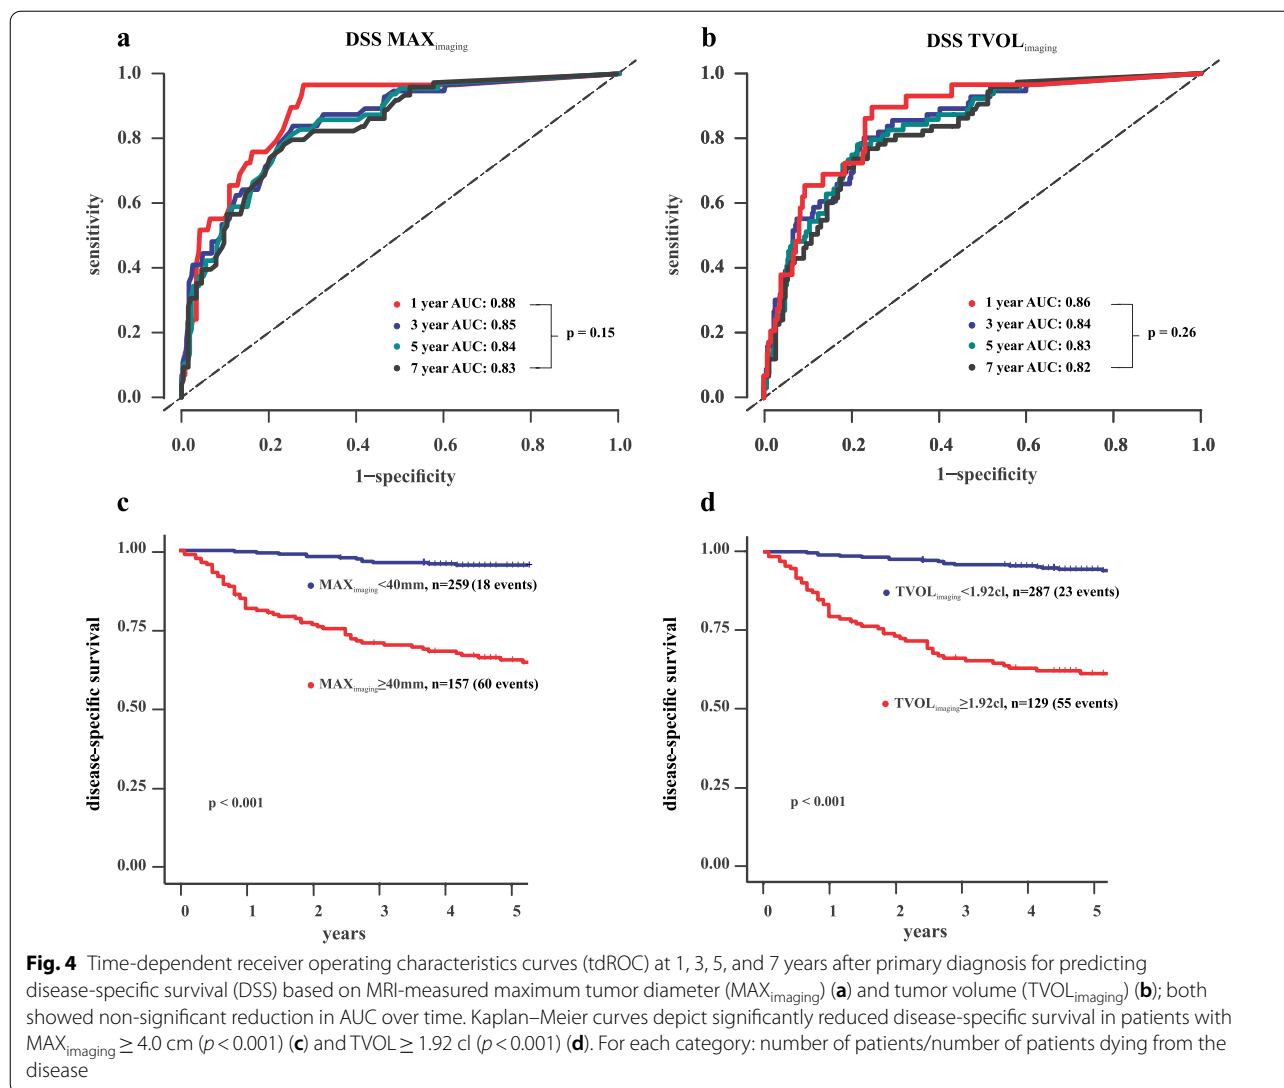 a
DSS MAXimaging
1.0
0.8
0.6
0.4
0.2
0.0
sensitivity
1 year AUC: 0.88
3 year AUC: 0.85
5 year AUC: 0.84
7 year AUC: 0.83
p = 0.15
0.0 0.2 0.4 0.6 0.8 1.0
1−specificity
b
DSS TVOLimaging
1.0
0.8
0.6
0.4
0.2
0.0
sensitivity
1 year AUC: 0.86
3 year AUC: 0.84
5 year AUC: 0.83
7 year AUC: 0.82
p = 0.26
0.0 0.2 0.4 0.6 0.8 1.0
1−specificity
c
1.00
0.75
0.50
0.25
0.00
disease-specific survival
MAXimaging<40mm, n=259 (18 events)
MAXimaging≥40mm, n=157 (60 events)
p < 0.001
0 1 2 3 4 5
years
d
1.00
0.75
0.50
0.25
0.00
disease-specific survival
TVOLimaging<1.92cl, n=287 (23 events)
TVOLimaging≥1.92cl, n=129 (55 events)
p < 0.001
0 1 2 3 4 5
years
Fig. 4 Time-dependent receiver operating characteristics curves (tdROC) at 1, 3, 5, and 7 years after primary diagnosis for predicting
disease-specific survival (DSS) based on MRI-measured maximum tumor diameter (MAXimaging) (a) and tumor volume (TVOLimaging) (b); both
showed non-significant reduction in AUC over time. Kaplan–Meier curves depict significantly reduced disease-specific survival in patients with
MAXimaging ≥ 4.0 cm (p < 0.001) (c) and TVOL ≥ 1.92 cl (p < 0.001) (d). For each category: number of patients/number of patients dying from the
disease